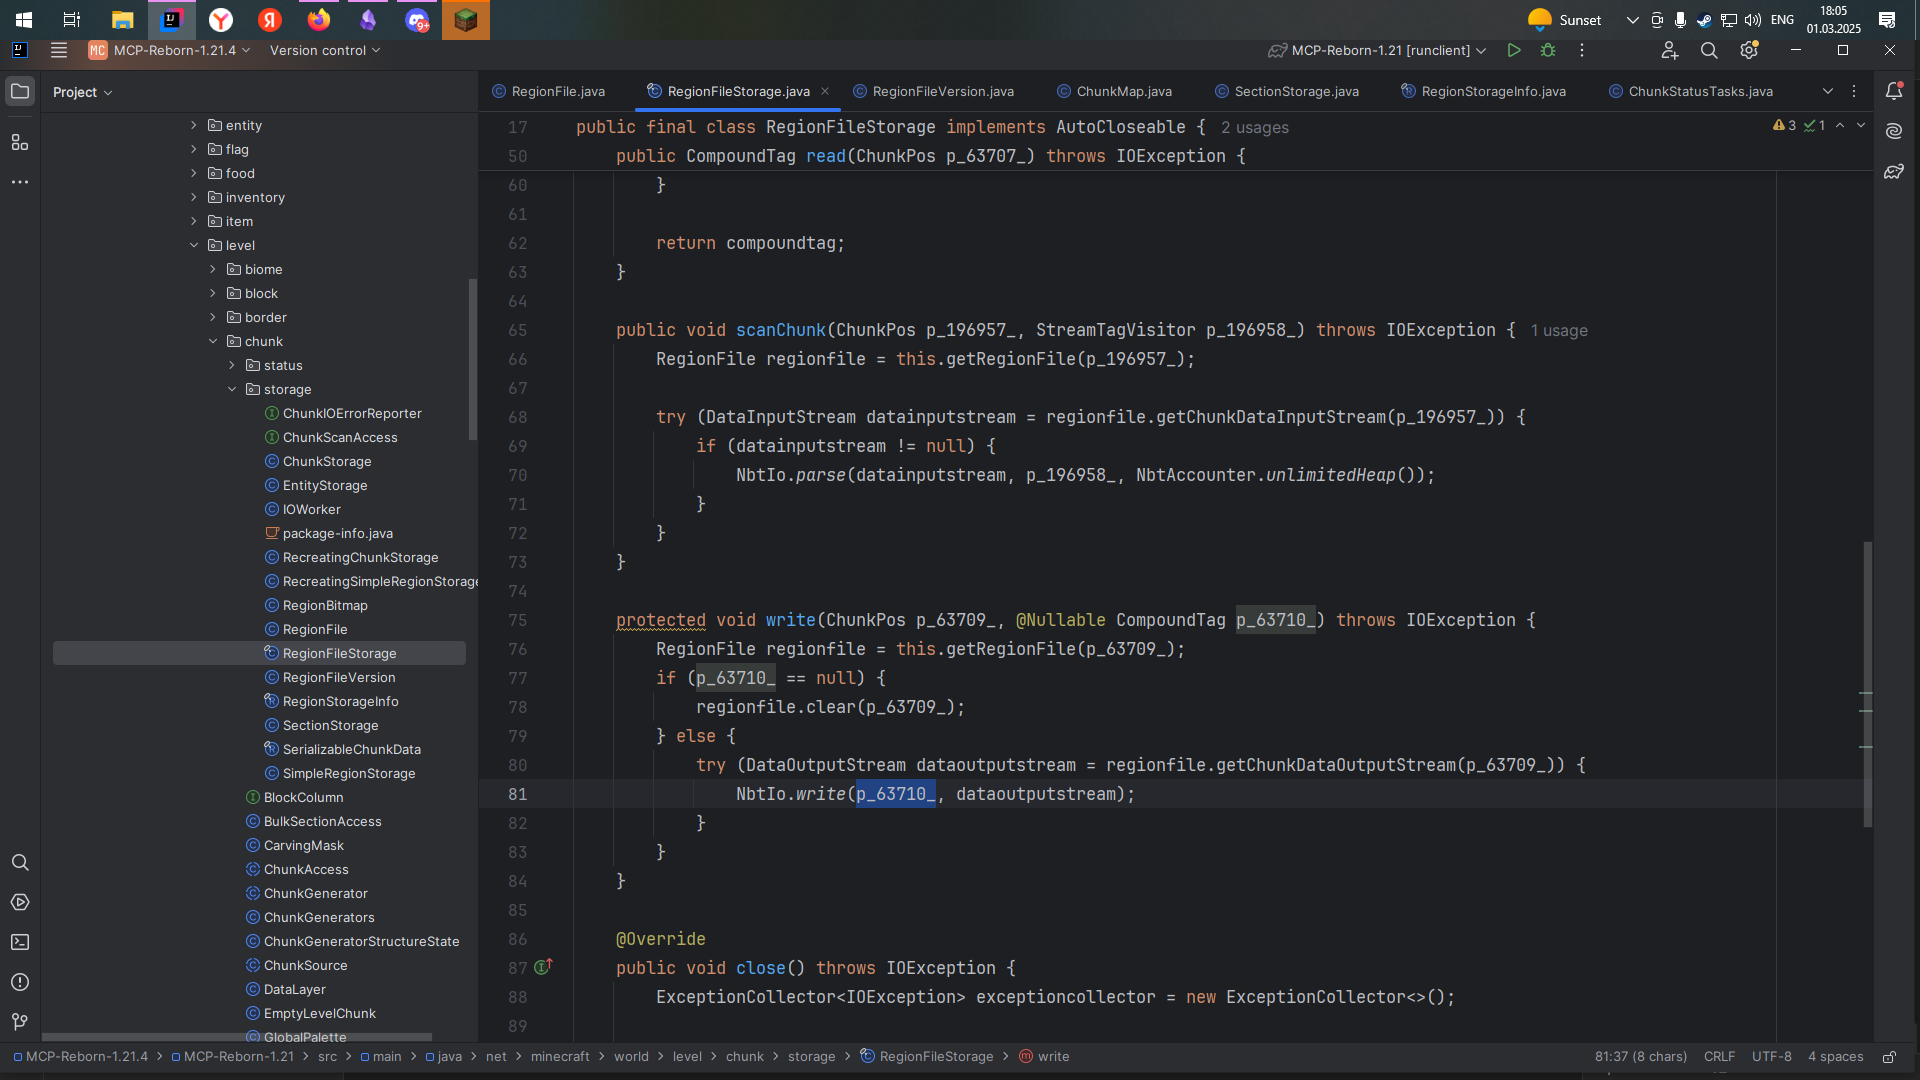 Sunset
ENG
18:05
01.03.2025
MC MCP-Reborn-1.21.4
Version control
MCP-Reborn-1.21 [runclient]
Project
RegionFile.java
RegionFileStorage.java
RegionFileVersion.java
ChunkMap.java
SectionStorage.java
RegionStorageInfo.java
ChunkStatusTasks.java
entity
flag
food
inventory
item
level
biome
block
border
chunk
status
storage
ChunkIOErrorReporter
ChunkScanAccess
ChunkStorage
EntityStorage
IOWorker
package-info.java
RecreatingChunkStorage
RecreatingSimpleRegionStorage
RegionBitmap
RegionFile
RegionFileStorage
RegionFileVersion
RegionStorageInfo
SectionStorage
SerializableChunkData
SimpleRegionStorage
BlockColumn
BulkSectionAccess
CarvingMask
ChunkAccess
ChunkGenerator
ChunkGenerators
ChunkGeneratorStructureState
ChunkSource
DataLayer
EmptyLevelChunk
GlobalPalette
3 1
17 public final class RegionFileStorage implements AutoCloseable { 2 usages
50 public CompoundTag read(ChunkPos p_63707_) throws IOException {
60 }
61
62 return compoundtag;
63 }
64
65 public void scanChunk(ChunkPos p_196957_, StreamTagVisitor p_196958_) throws IOException { 1 usage
66 RegionFile regionfile = this.getRegionFile(p_196957_);
67
68 try (DataInputStream datainputstream = regionfile.getChunkDataInputStream(p_196957_)) {
69 if (datainputstream != null) {
70 NbtIo.parse(datainputstream, p_196958_, NbtAccounter.unlimitedHeap());
71 }
72 }
73 }
74
75 protected void write(ChunkPos p_63709_, @Nullable CompoundTag p_63710_) throws IOException {
76 RegionFile regionfile = this.getRegionFile(p_63709_);
77 if (p_63710_ == null) {
78 regionfile.clear(p_63709_);
79 } else {
80 try (DataOutputStream dataoutputstream = regionfile.getChunkDataOutputStream(p_63709_)) {
81 NbtIo.write(p_63710_, dataoutputstream);
82 }
83 }
84 }
85
86 @Override
87 public void close() throws IOException {
88 ExceptionCollector<IOException> exceptioncollector = new ExceptionCollector<>();
89
MCP-Reborn-1.21.4 > MCP-Reborn-1.21 > src > main > java > net > minecraft > world > level > chunk > storage > RegionFileStorage > write
81:37 (8 chars) CRLF UTF-8 4 spaces